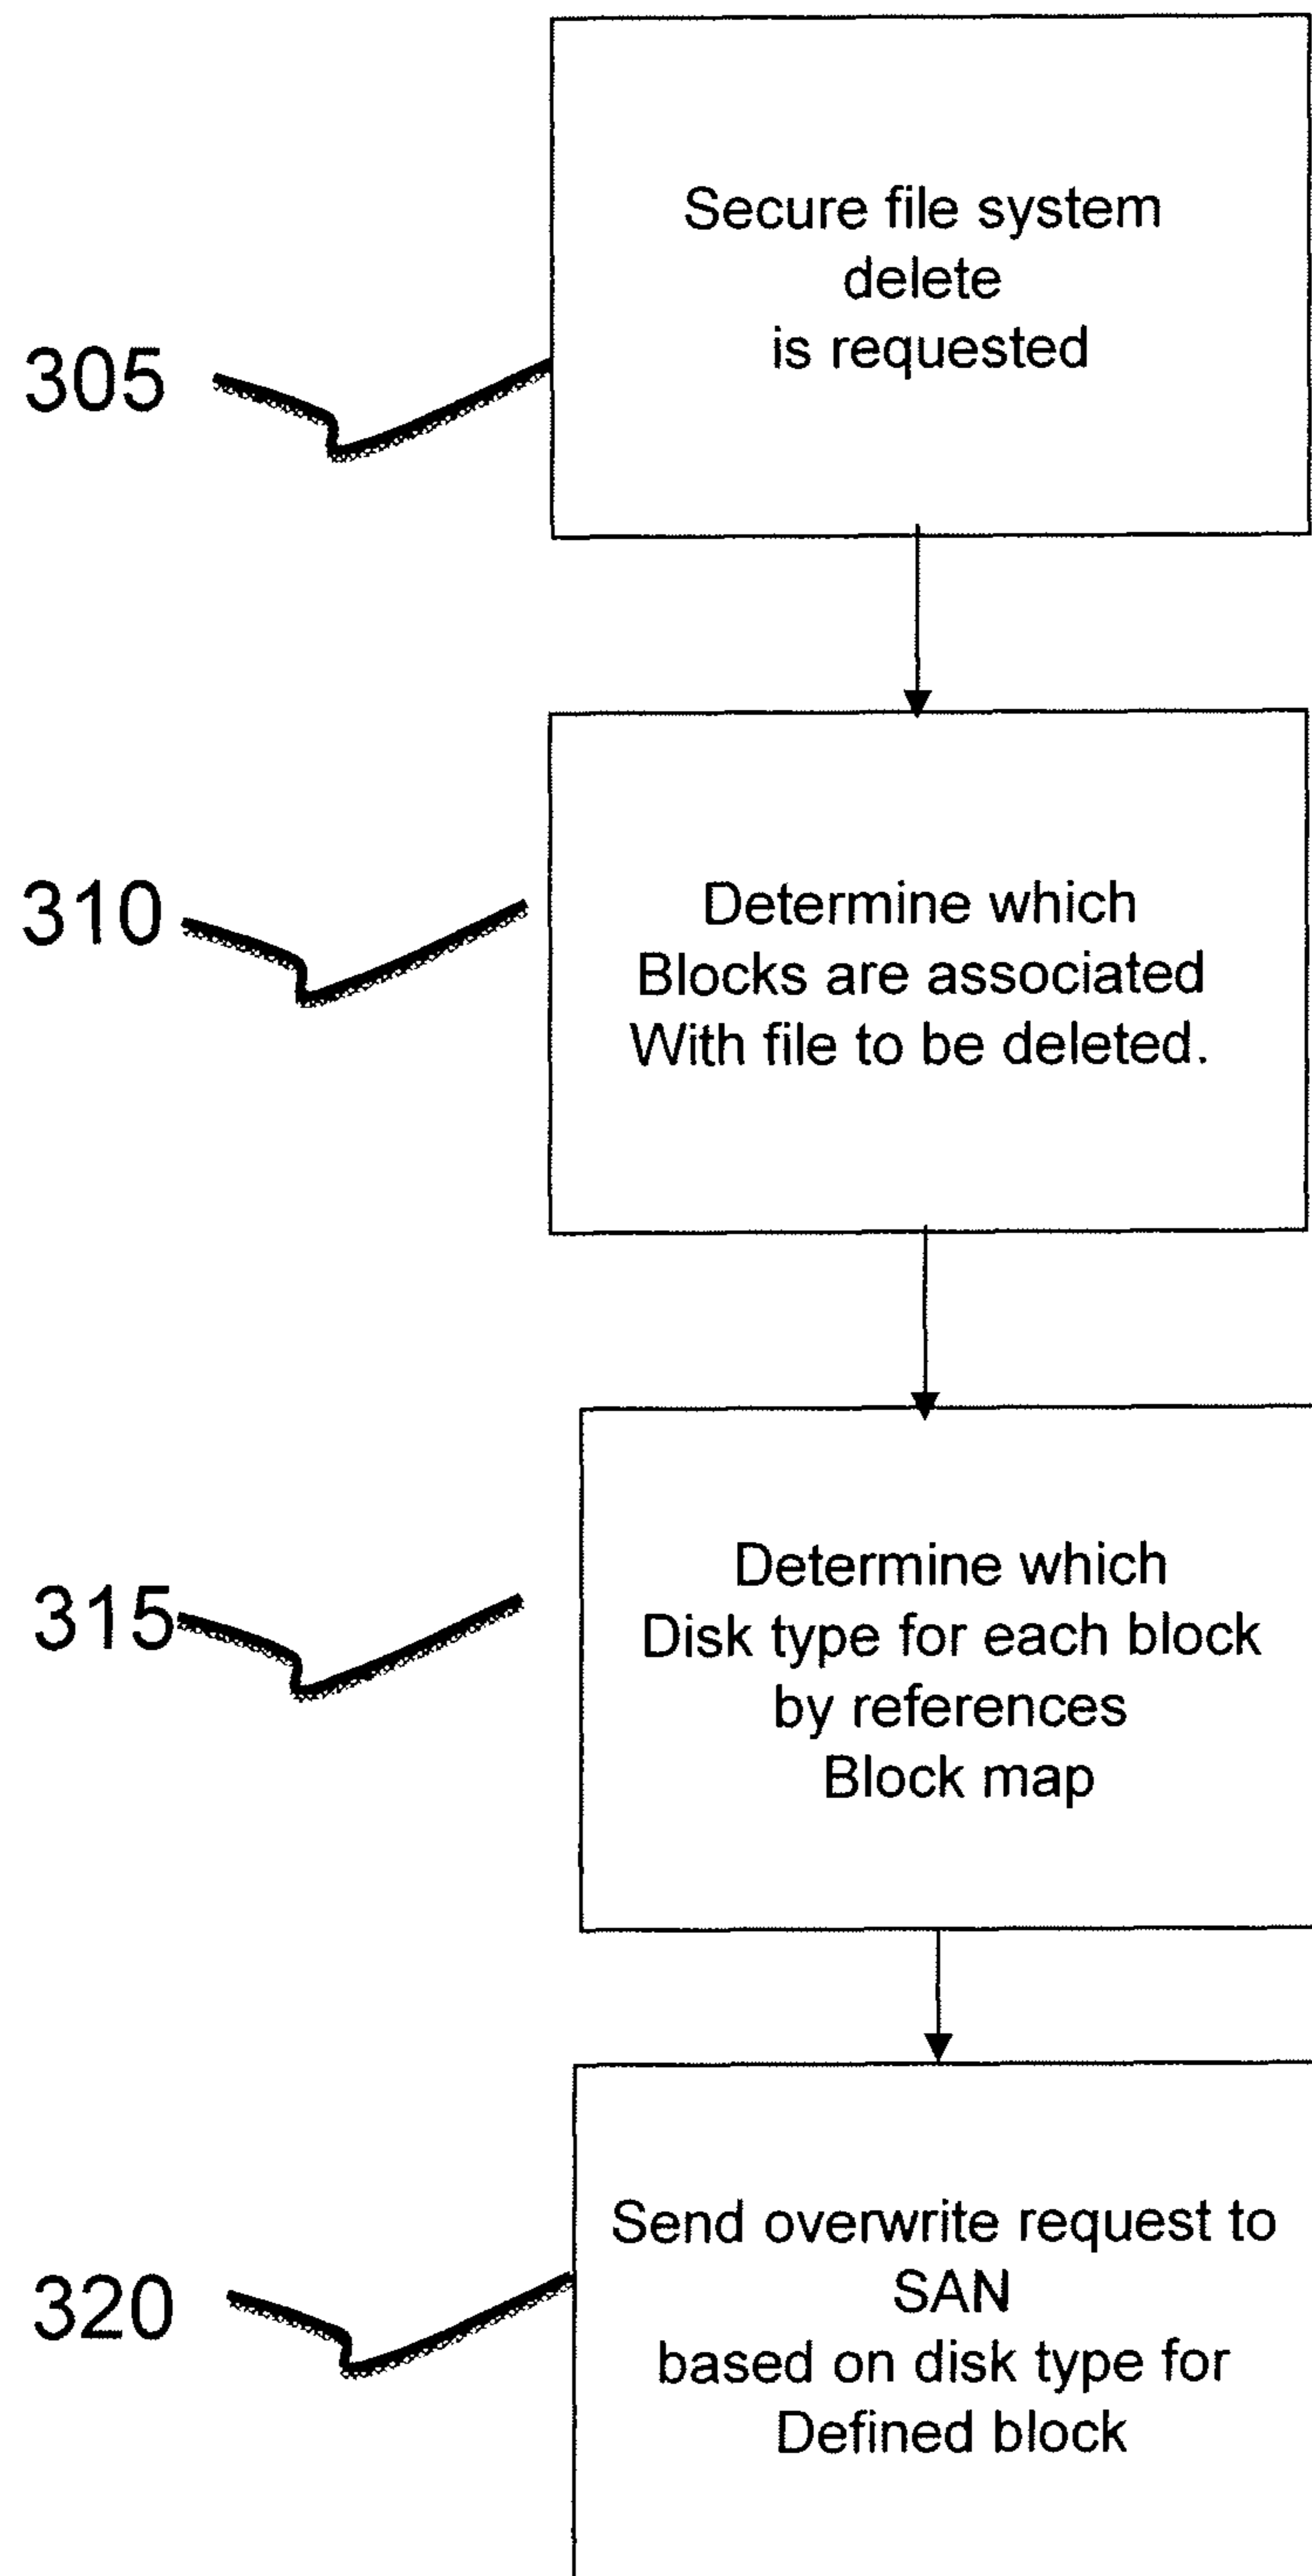 Secure file system
delete
is requested
305
Determine which
Blocks are associated
With file to be deleted.
310
Determine which
Disk type for each block
by references
Block map
315
Send overwrite request to
SAN
based on disk type for
Defined block
320